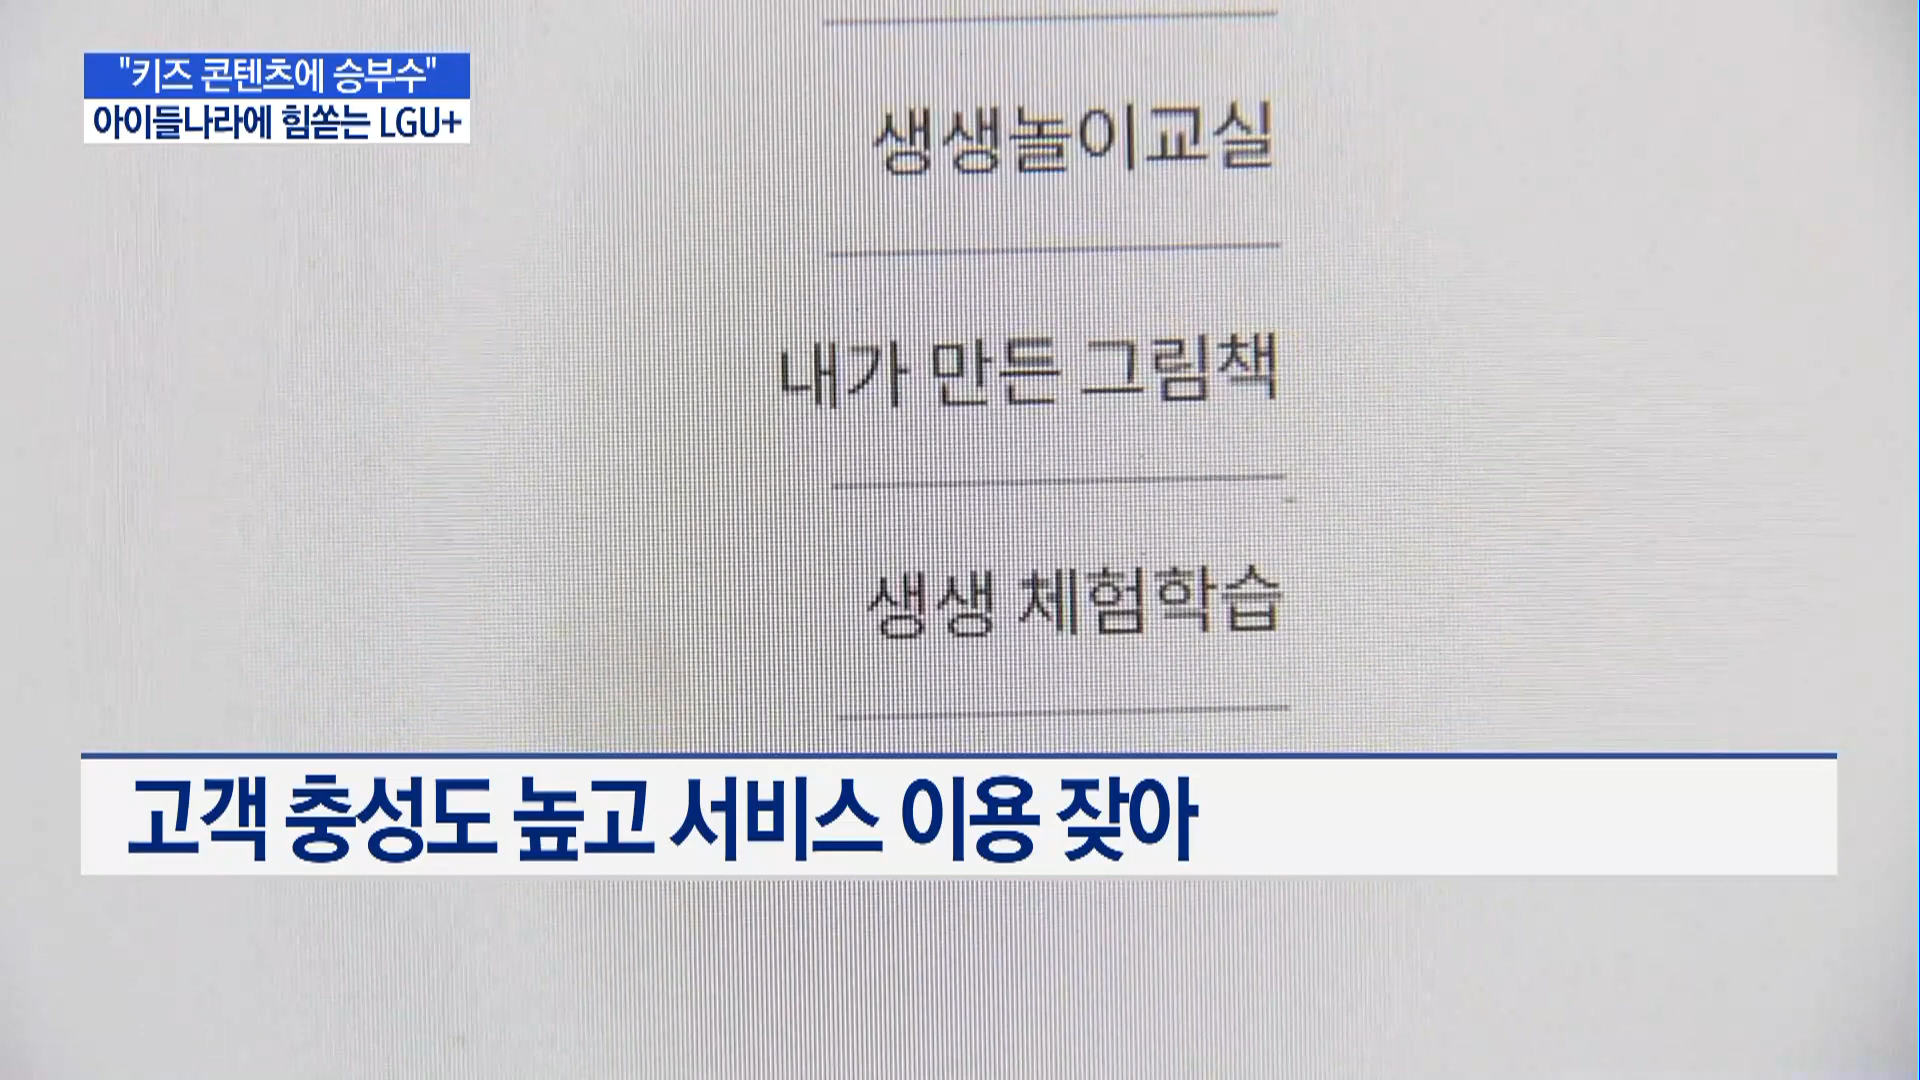 "키즈 콘텐츠에 승부수"
아이들나라에 힘쏟는 LGU+
생생놀이교실
내가 만든 그림책
생생 체험학습
고객 충성도 높고 서비스 이용 잦아